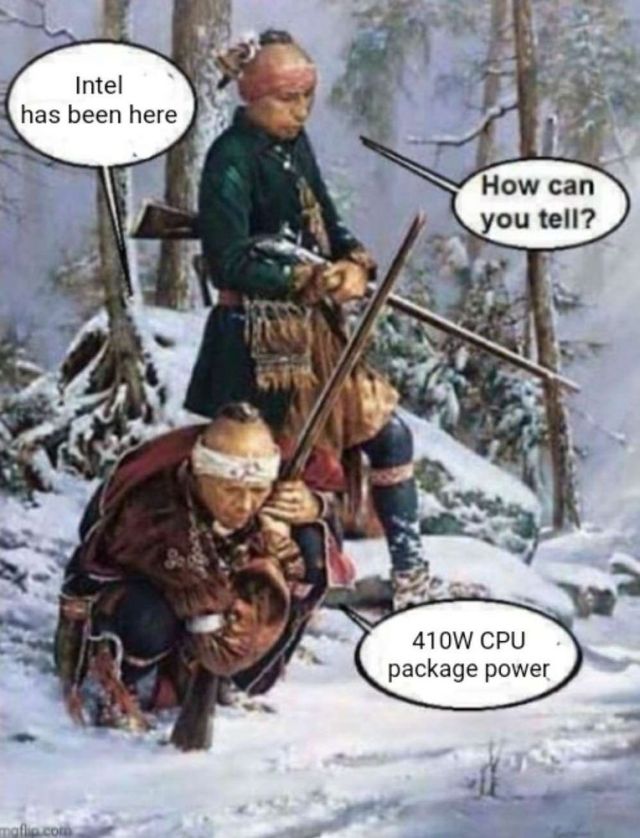 Intel
has been here
How can
you tell?
410W CPU
package power
imgflip.com